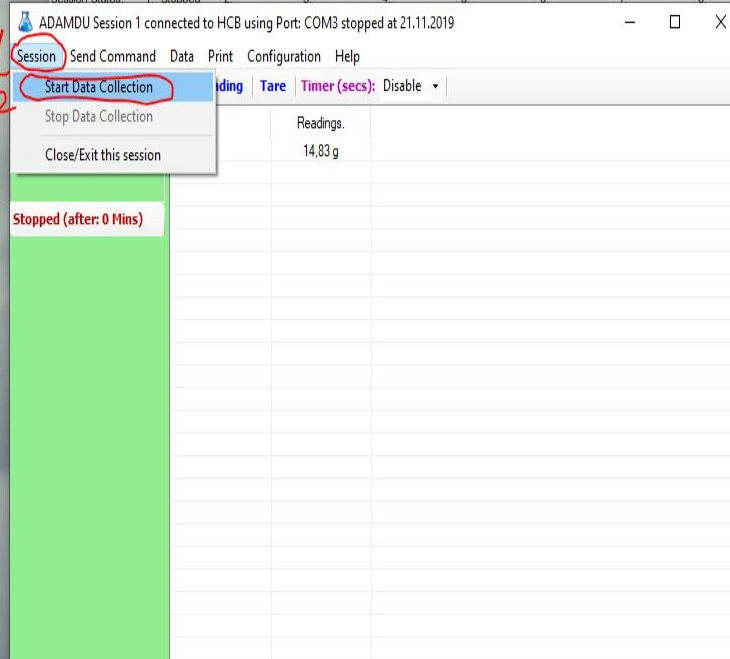 ADAMDU Session 1 connected to HCB using Port: COM3 stopped at 21.11.2019
Session Send Command Data Print Configuration Help
Tare Timer (secs): Disable
Start Data Collection
Stop Data Collection
Close/Exit this session
Readings.
14,83 g
Stopped (after: 0 Mins)
2